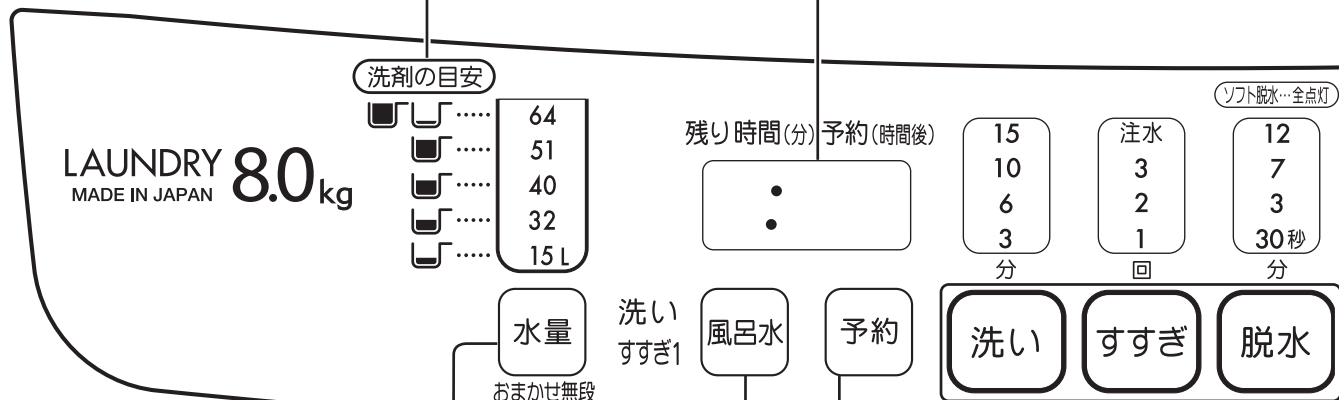 洗剤の目安
LAUNDRY 8.0kg
MADE IN JAPAN
64
51
40
32
15 L
水量
おまかせ無段
残り時間(分) 予約(時間後)
洗い
すすぎ1
風呂水
予約
15
10
6
3
分
洗い
注水
3
2
1
回
すすぎ
ソフト脱水…全点灯
12
7
3
30秒
分
脱水